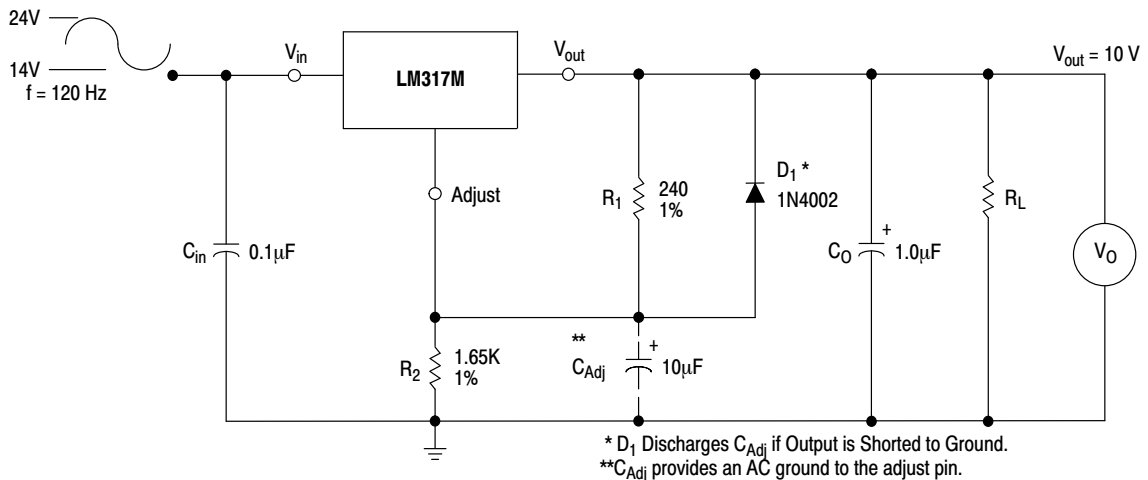 24V
14V
f = 120 Hz
Vin
LM317M
Vout
Vout = 10 V
Adjust
R1
240
1%
D1 *
1N4002
RL
Cin
0.1µF
CO
+
1.0µF
VO
R2
1.65K
1%
**
CAdj
+
10µF
* D1 Discharges CAdj if Output is Shorted to Ground.
**CAdj provides an AC ground to the adjust pin.